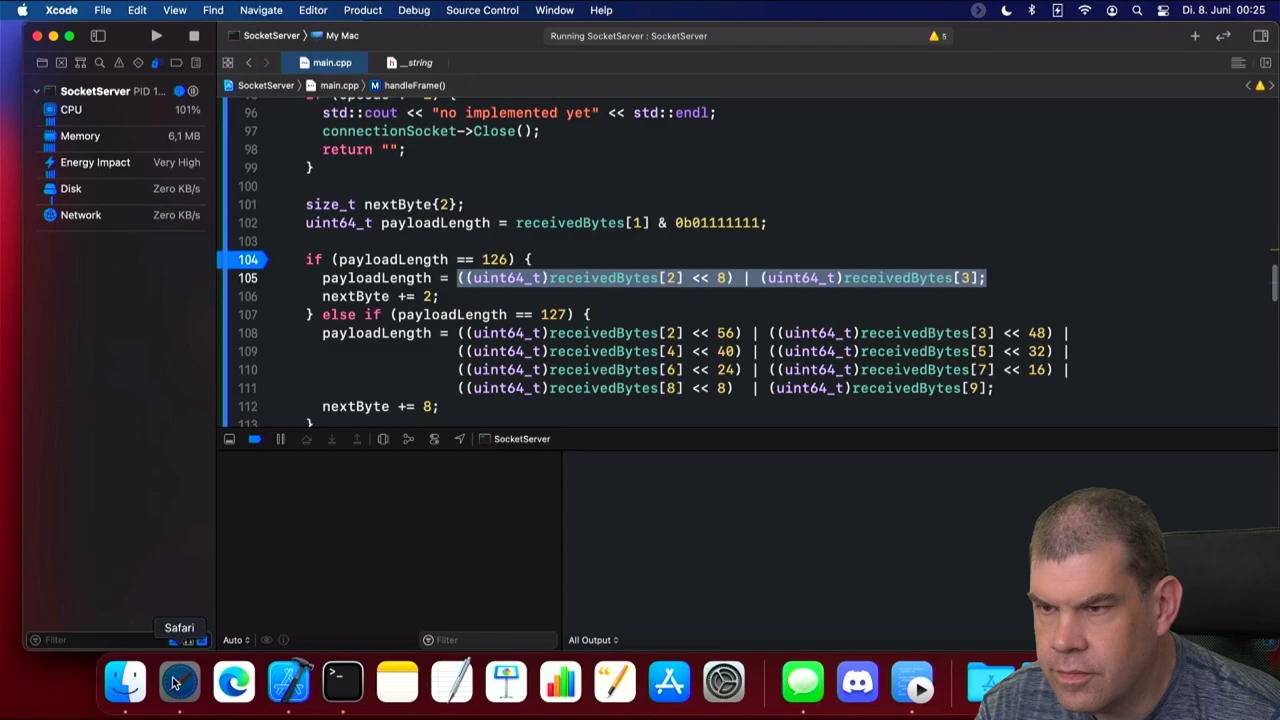 Xcode File Edit View Find Navigate Editor Product Debug Source Control Window Help Di. 8. Juni 00:25
SocketServer My Mac Running SocketServer : SocketServer 5
main.cpp __string
SocketServer main.cpp handleFrame()
SocketServer PID 1...
CPU 101%
Memory 6,1 MB
Energy Impact Very High
Disk Zero KB/s
Network Zero KB/s
96 std::cout << "no implemented yet" << std::endl;
97 connectionSocket->Close();
98 return "";
99 }
100
101 size_t nextByte{2};
102 uint64_t payloadLength = receivedBytes[1] & 0b01111111;
103
104 if (payloadLength == 126) {
105 payloadLength = ((uint64_t)receivedBytes[2] << 8) | (uint64_t)receivedBytes[3];
106 nextByte += 2;
107 } else if (payloadLength == 127) {
108 payloadLength = ((uint64_t)receivedBytes[2] << 56) | ((uint64_t)receivedBytes[3] << 48) |
109 ((uint64_t)receivedBytes[4] << 40) | ((uint64_t)receivedBytes[5] << 32) |
110 ((uint64_t)receivedBytes[6] << 24) | ((uint64_t)receivedBytes[7] << 16) |
111 ((uint64_t)receivedBytes[8] << 8) | (uint64_t)receivedBytes[9];
112 nextByte += 8;
113 }
SocketServer
Safari
Filter
Auto
Filter
All Output